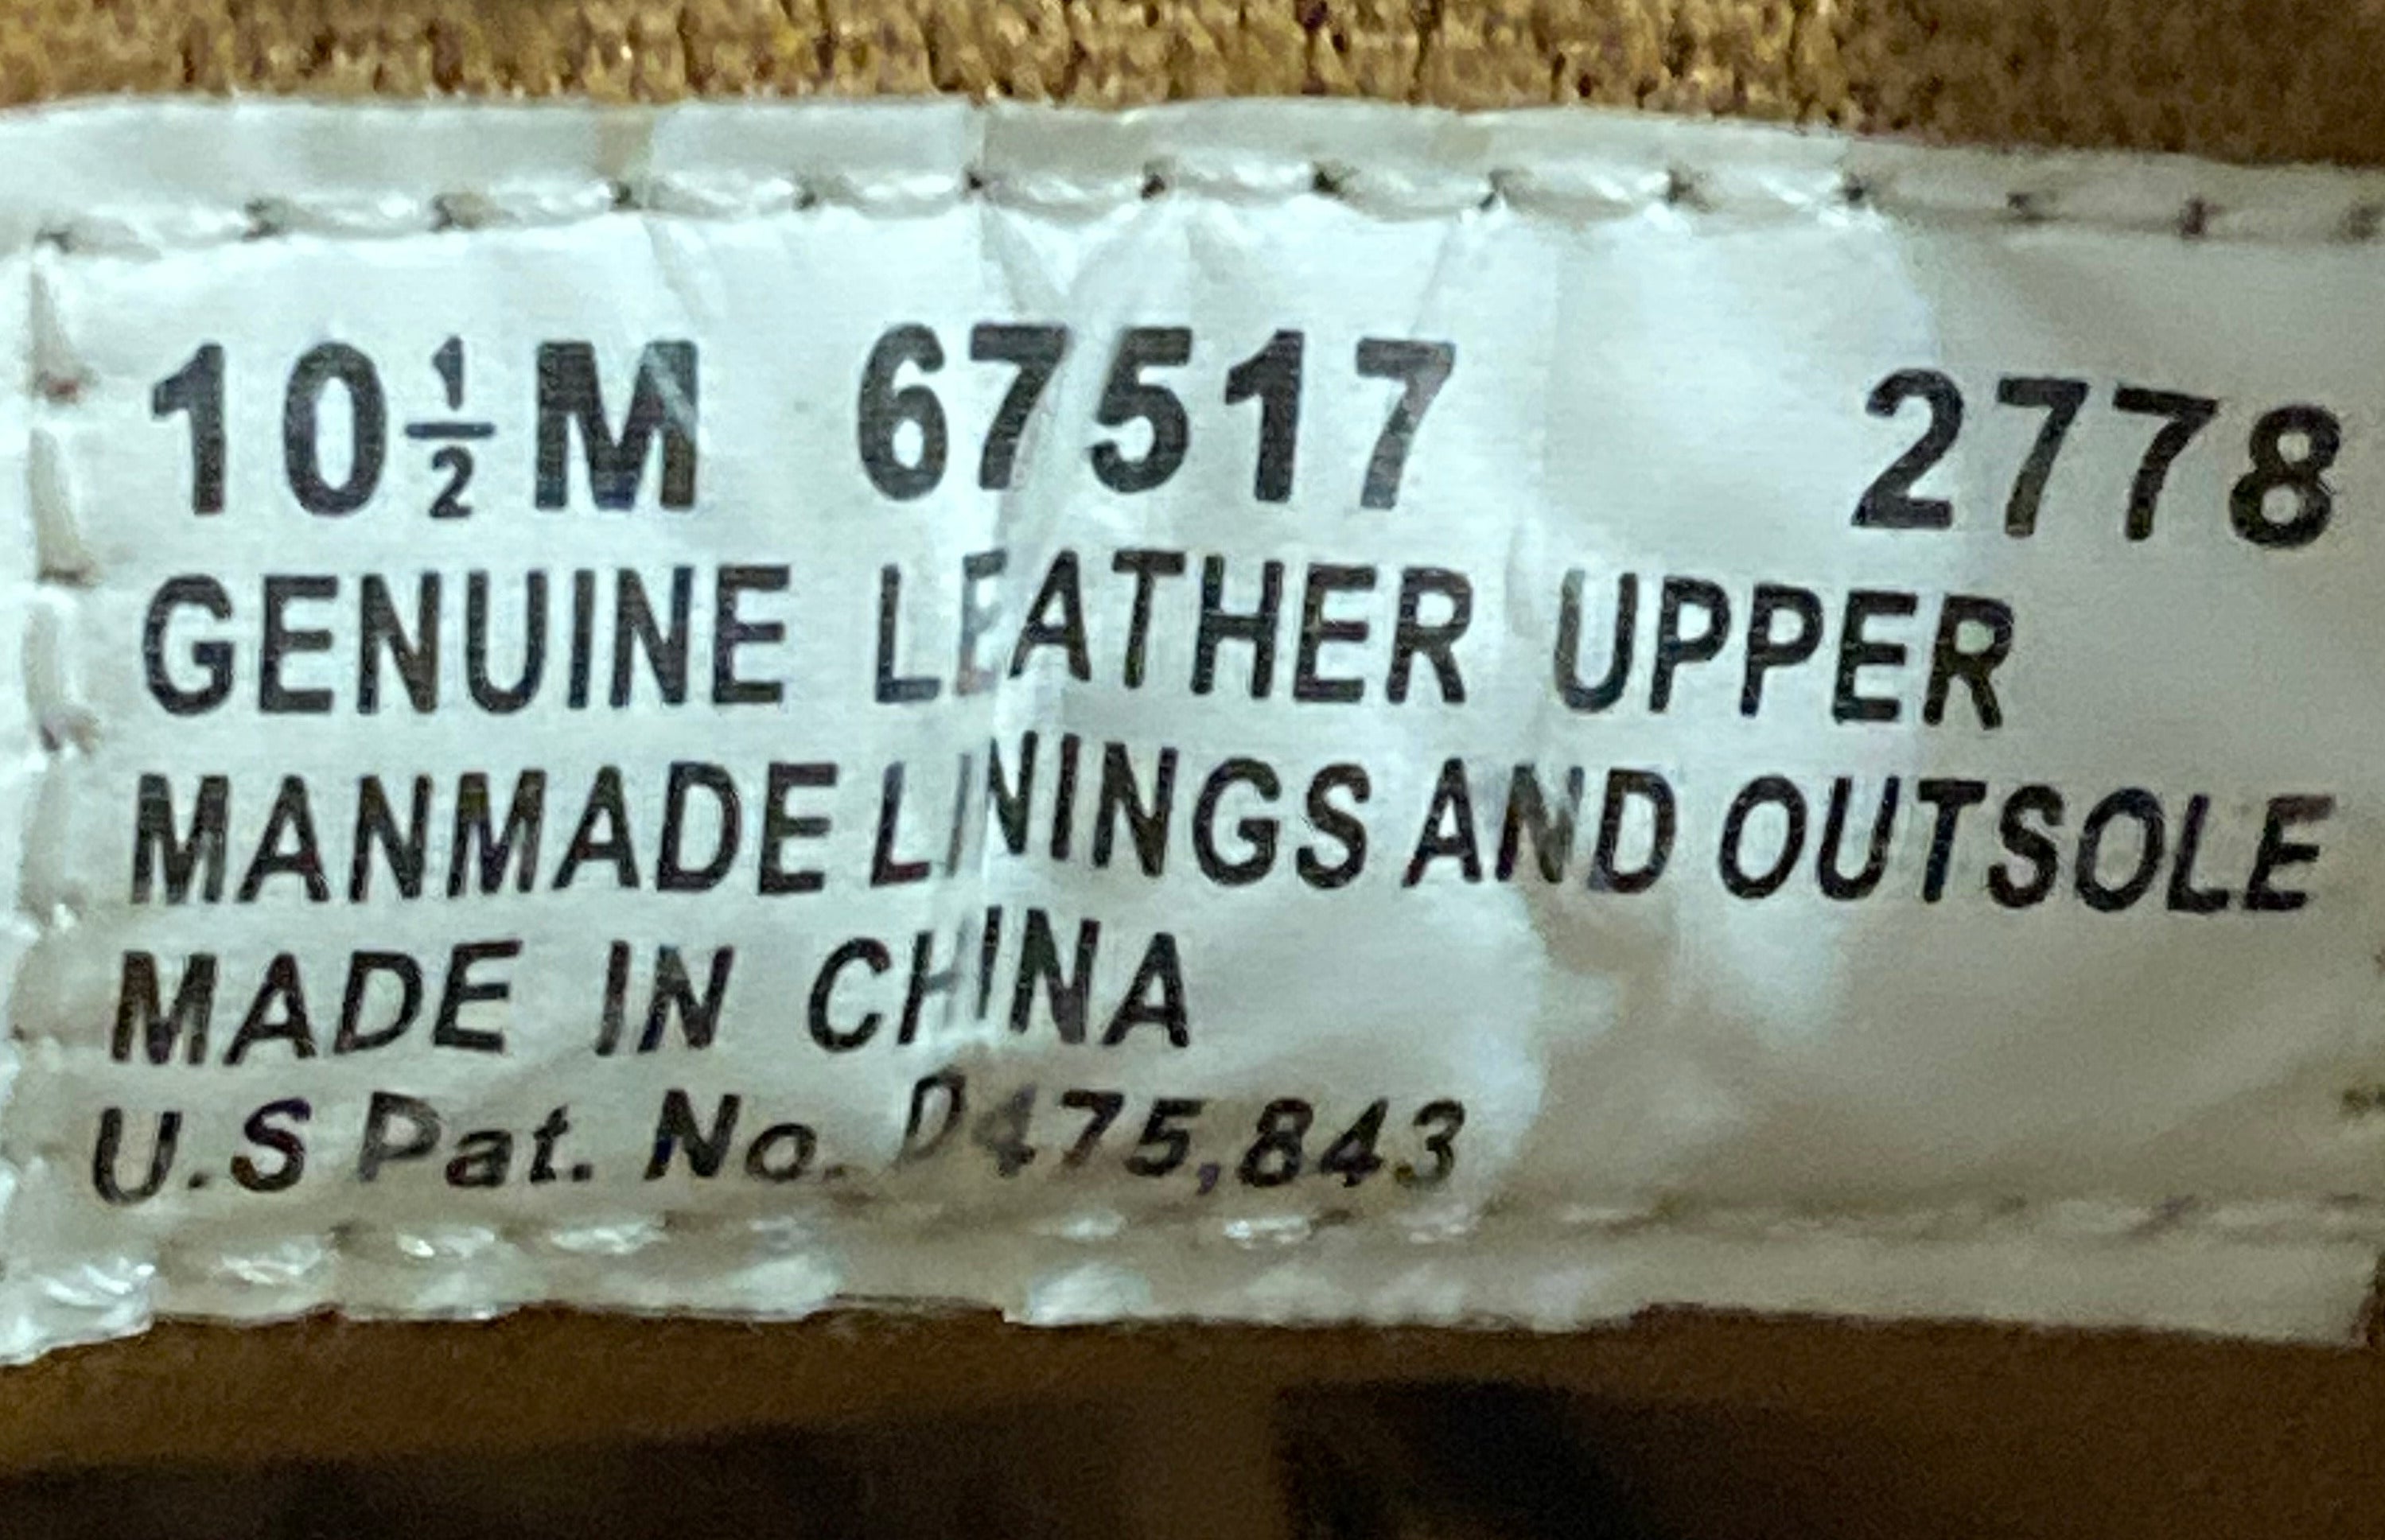 10½M 67517 2778
GENUINE LEATHER UPPER
MANMADE LININGS AND OUTSOLE
MADE IN CHINA
U.S Pat. No. D475,843